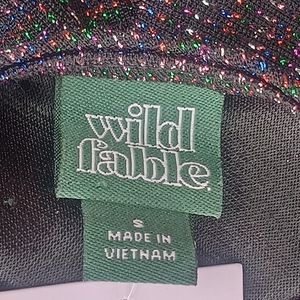 wild
fable.
S
MADE IN
VIETNAM